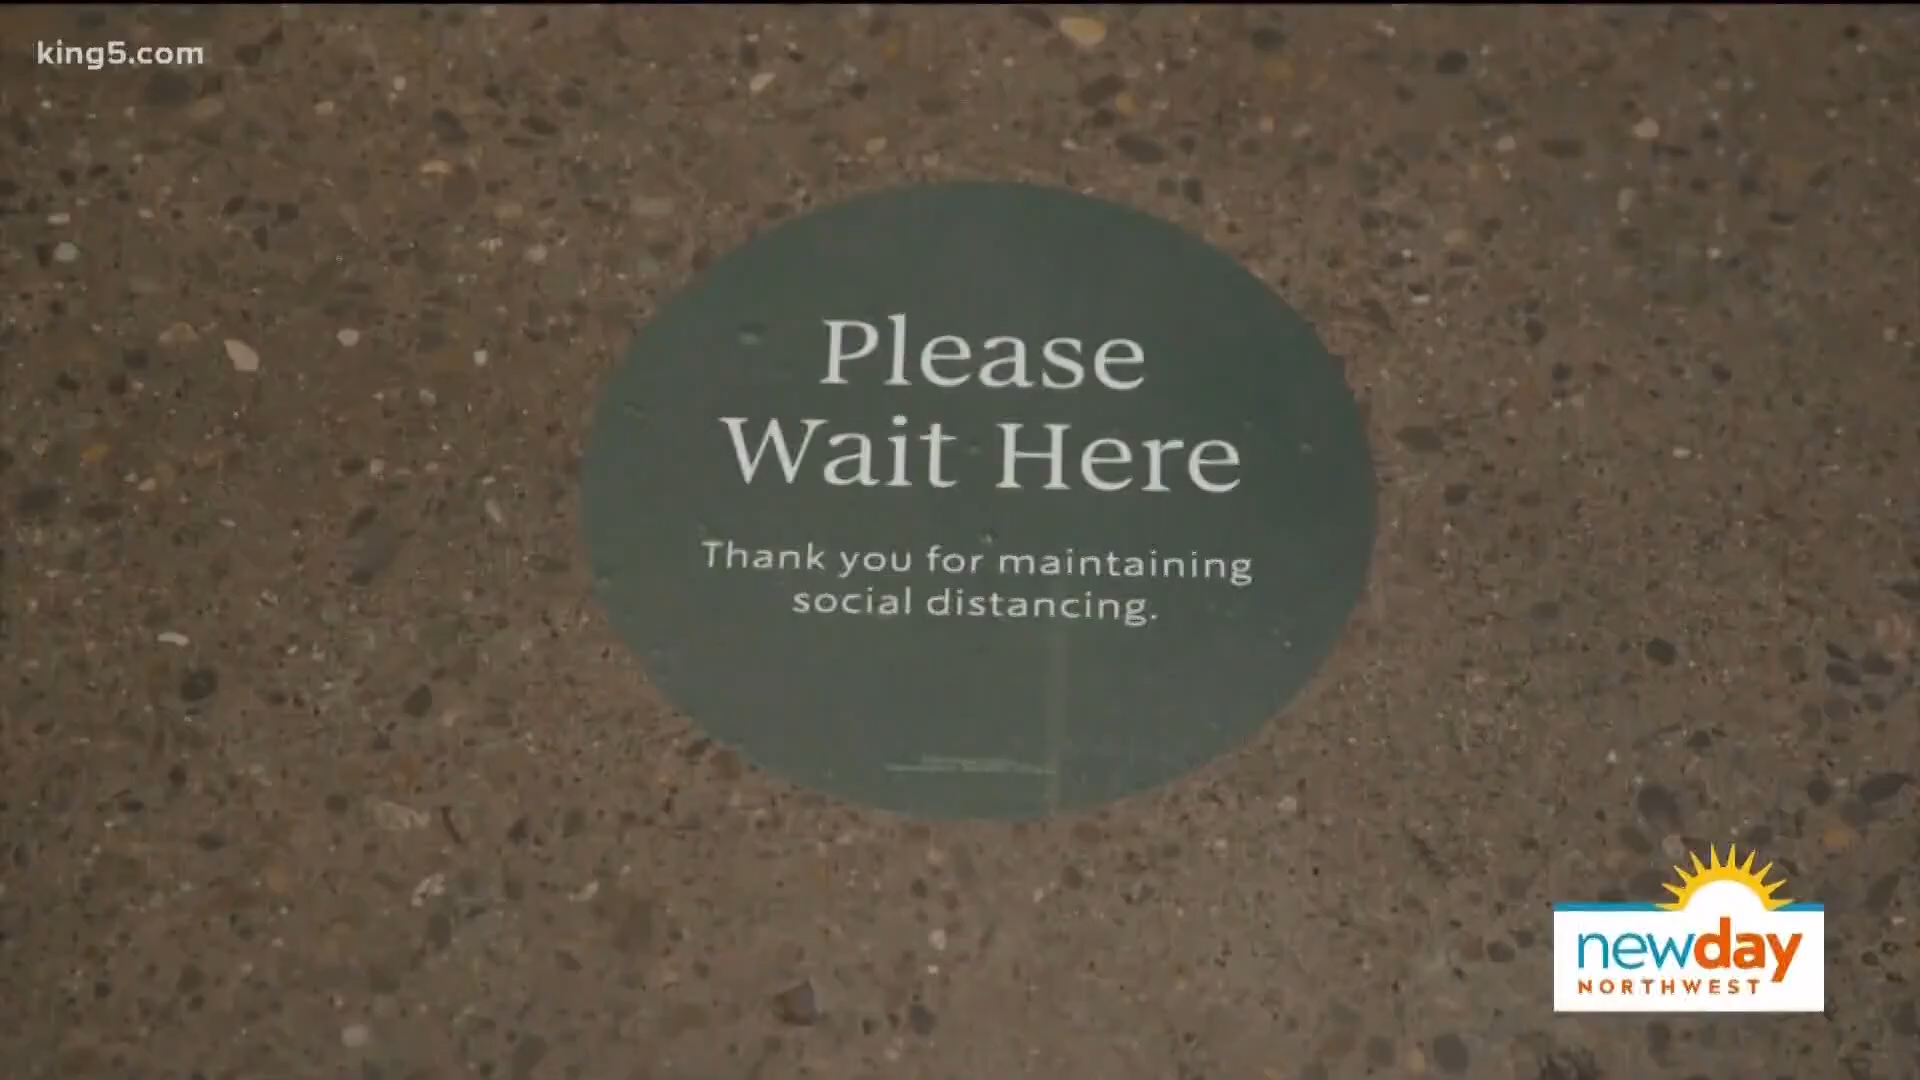 king5.com
Please
Wait Here
Thank you for maintaining
social distancing.
newday
NORTHWEST